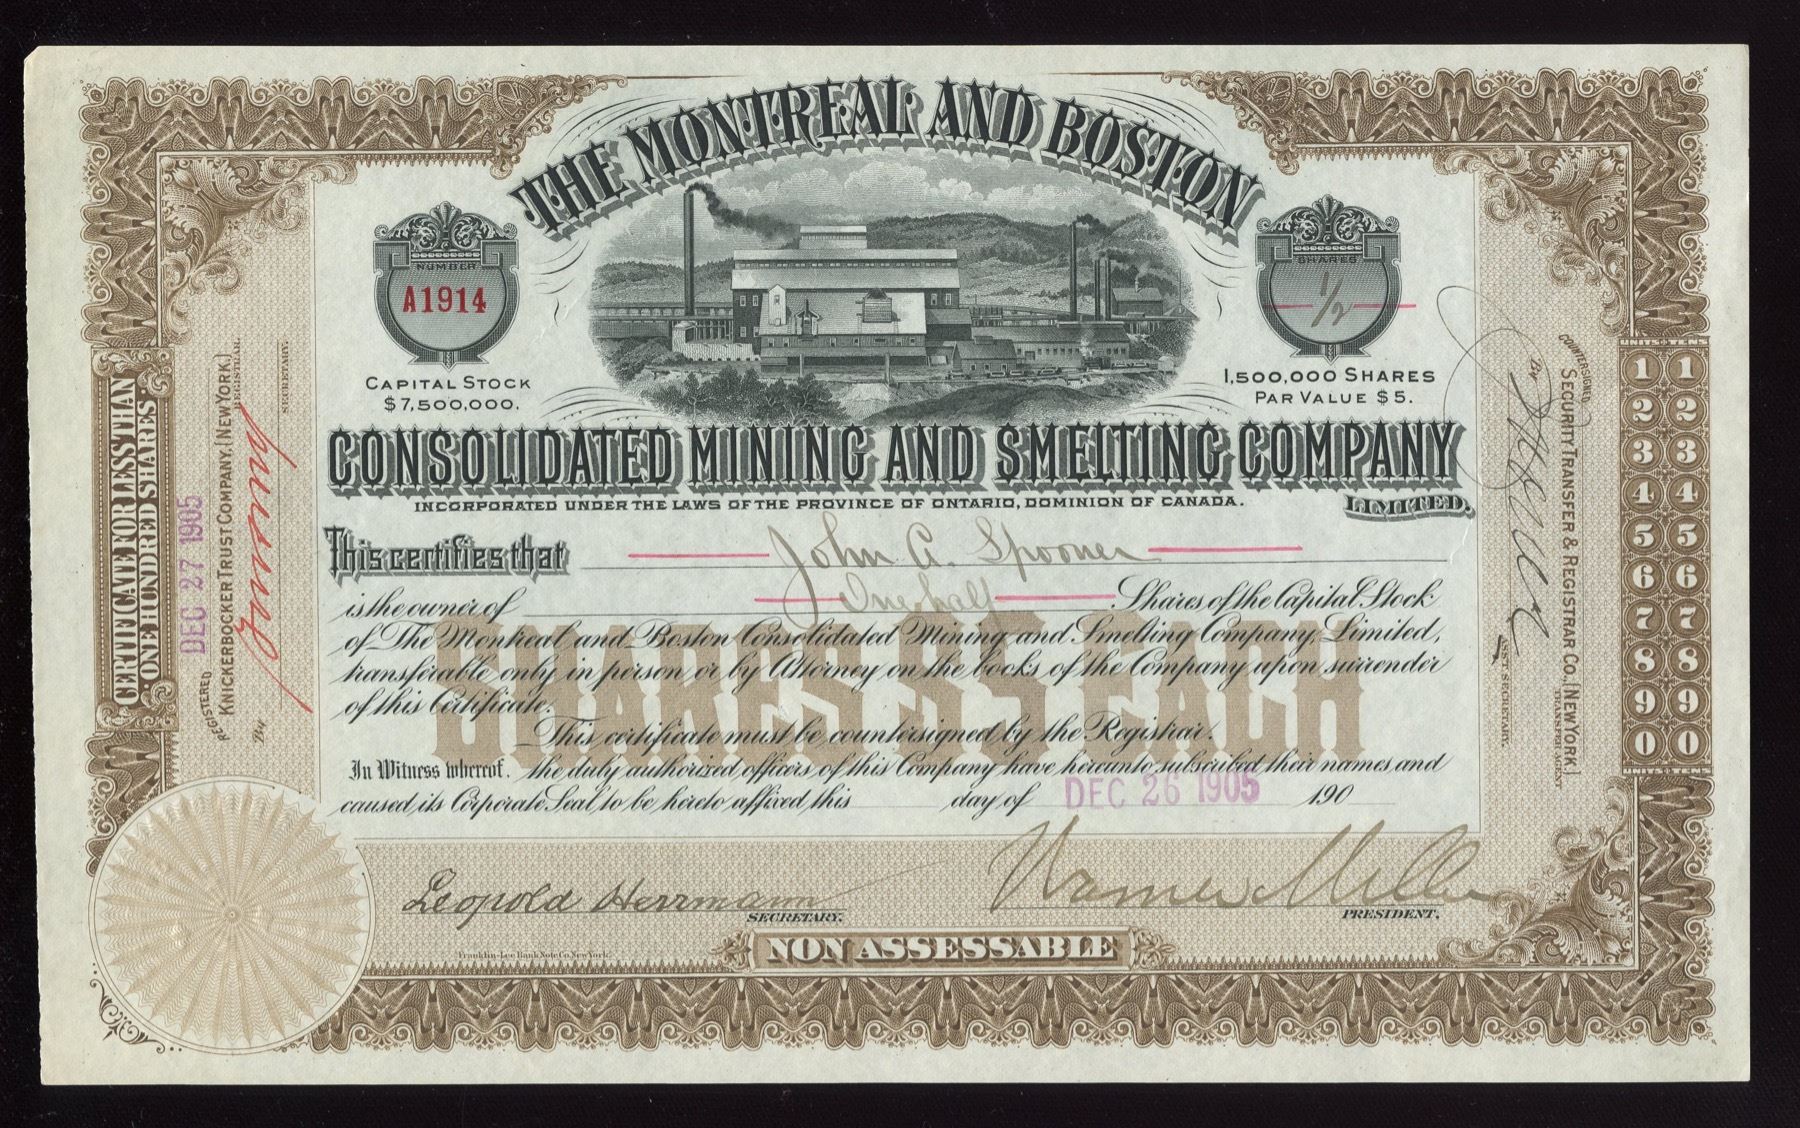 THE MONTREAL AND BOSTON
NUMBER
A1914
SHARES
1/2
CAPITAL STOCK
$7,500,000.
1,500,000 SHARES
PAR VALUE $5.
CONSOLIDATED MINING AND SMELTING COMPANY
LIMITED.
INCORPORATED UNDER THE LAWS OF THE PROVINCE OF ONTARIO, DOMINION OF CANADA.
This certifies that John A. Spooner
is the owner of One half Shares of the Capital Stock
of The Montreal and Boston Consolidated Mining and Smelting Company, Limited,
transferable only in person or by Attorney on the books of the Company upon surrender
of this Certificate.
This certificate must be countersigned by the Registrar.
In Witness whereof, the duly authorized officers of this Company have hereunto subscribed their names and
caused its Corporate Seal to be hereto affixed this day of DEC 26 1905 190
SHARES $5 EACH
Leopold Herrmann
SECRETARY.
Warner Miller
PRESIDENT.
Franklin-Lee Bank Note Co. New York.
NON ASSESSABLE
CERTIFICATE FOR LESS THAN
ONE HUNDRED SHARES.
DEC 27 1905
REGISTERED
KNICKERBOCKER TRUST COMPANY, [NEW YORK.]
REGISTRAR.
By
SECRETARY.
COUNTERSIGNED
SECURITY TRANSFER & REGISTRAR CO., [NEW YORK.]
TRANSFER AGENT
By
ASS'T SECRETARY.
UNITS TENS
1 1
2 2
3 3
4 4
5 5
6 6
7 7
8 8
9 9
0 0
UNITS TENS